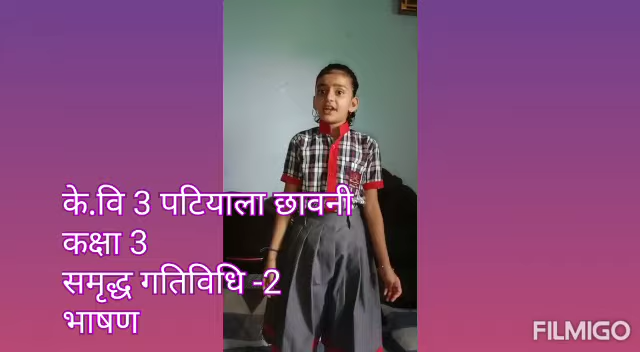 के.वि 3 पटियाला छावनी
कक्षा 3
समृद्ध गतिविधि -2
भाषण
FILMIGO